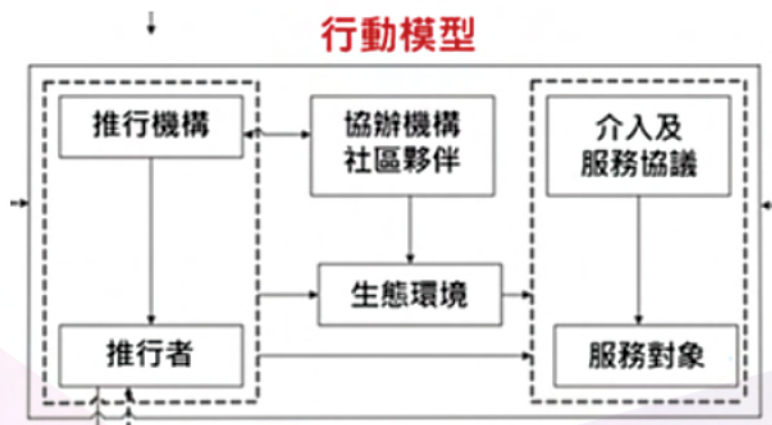 行動模型
推行機構
協辦機構
社區夥伴
介入及
服務協議
生態環境
推行者
服務對象